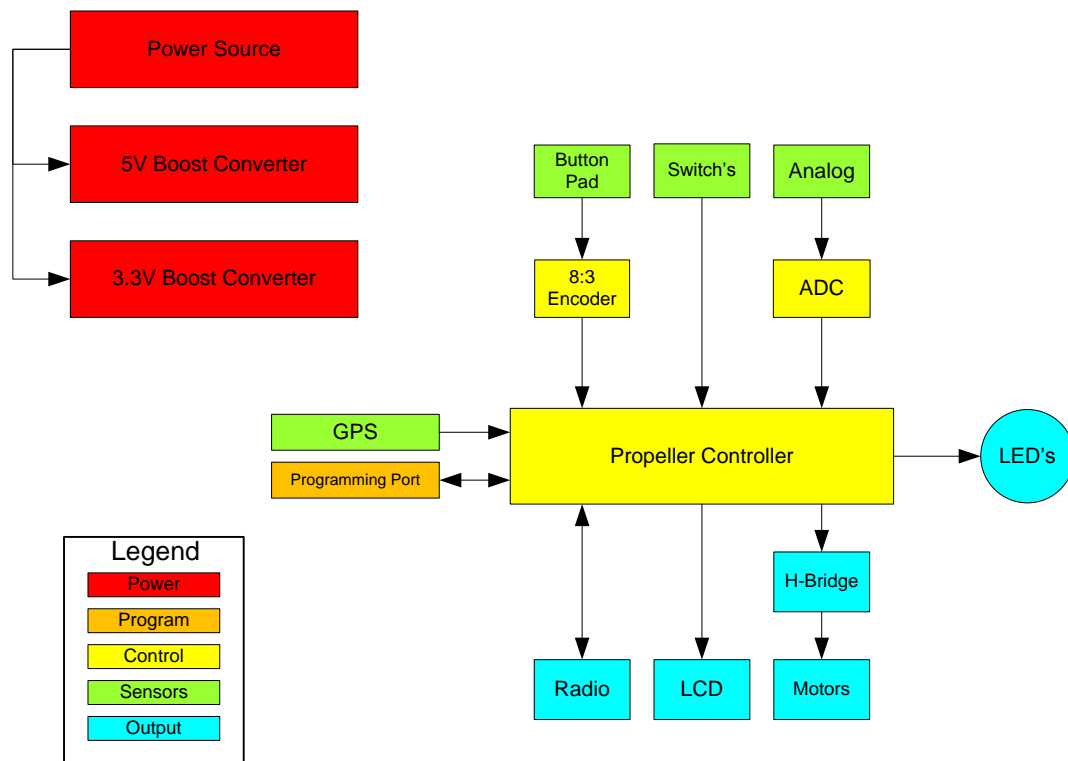 Power Source
5V Boost Converter
3.3V Boost Converter
Button
Pad
Switch's
Analog
8:3
Encoder
ADC
GPS
Programming Port
Propeller Controller
LED's
H-Bridge
Radio
LCD
Motors
Legend
Power
Program
Control
Sensors
Output